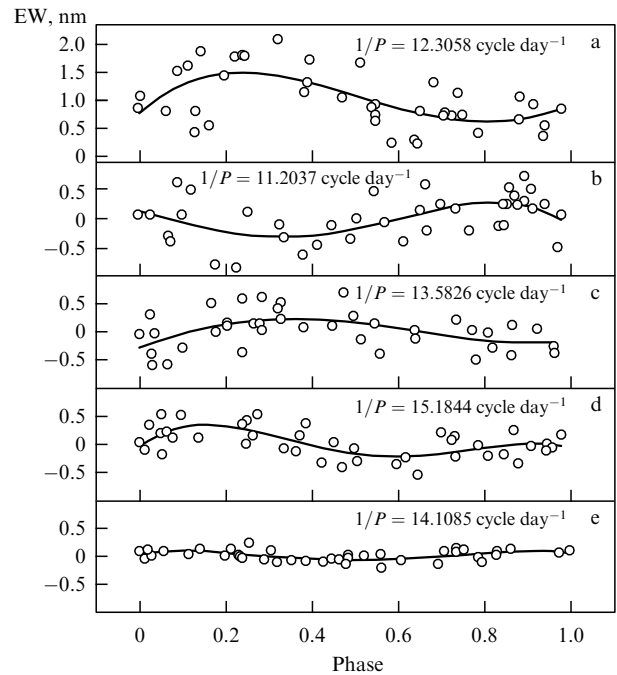 EW, nm
1/P = 12.3058 cycle day⁻¹ a
2.0
1.5
1.0
0.5
0
1/P = 11.2037 cycle day⁻¹ b
0.5
0
−0.5
1/P = 13.5826 cycle day⁻¹ c
0.5
0
−0.5
1/P = 15.1844 cycle day⁻¹ d
0.5
0
−0.5
1/P = 14.1085 cycle day⁻¹ e
0
−0.5
0 0.2 0.4 0.6 0.8 1.0
Phase